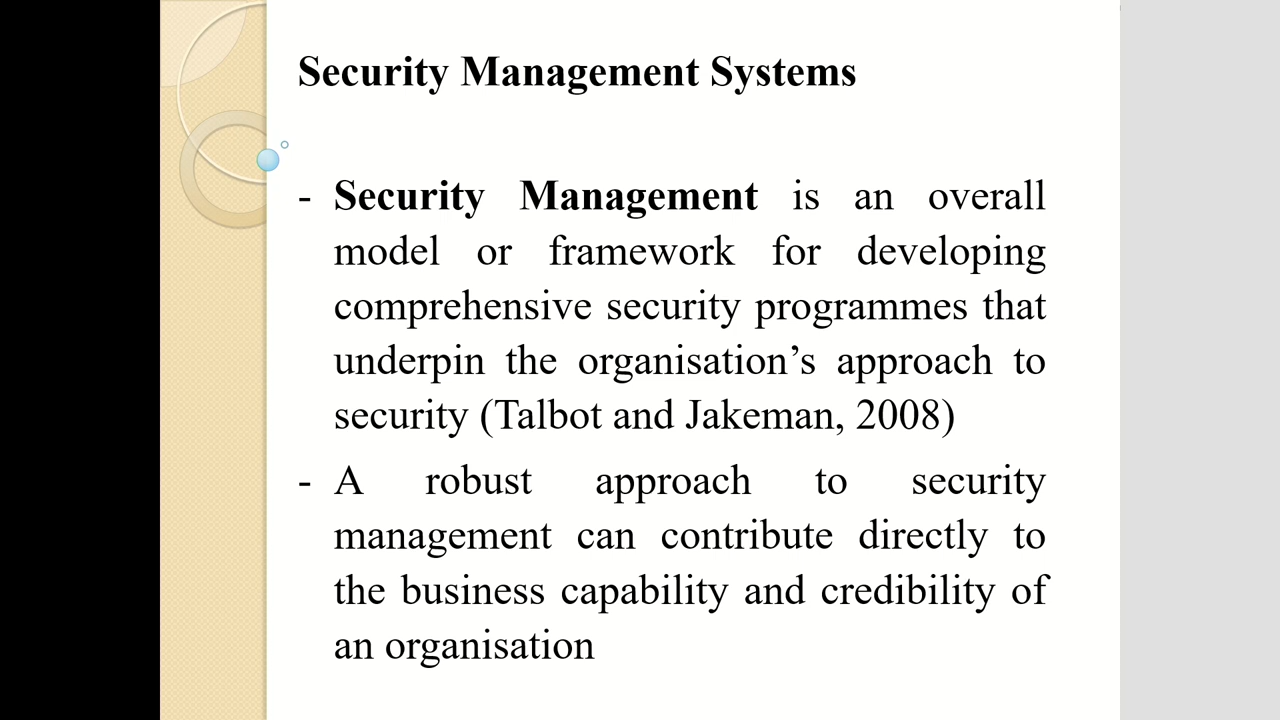 Security Management Systems
- Security Management is an overall
model or framework for developing
comprehensive security programmes that
underpin the organisation’s approach to
security (Talbot and Jakeman, 2008)
- A robust approach to security
management can contribute directly to
the business capability and credibility of
an organisation